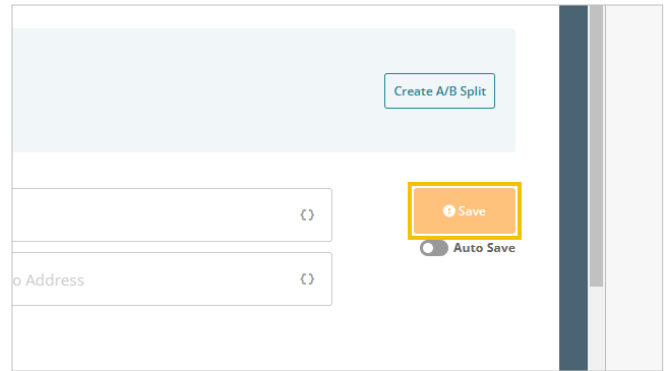 Create A/B Split
{}
Save
Auto Save
o Address
{}